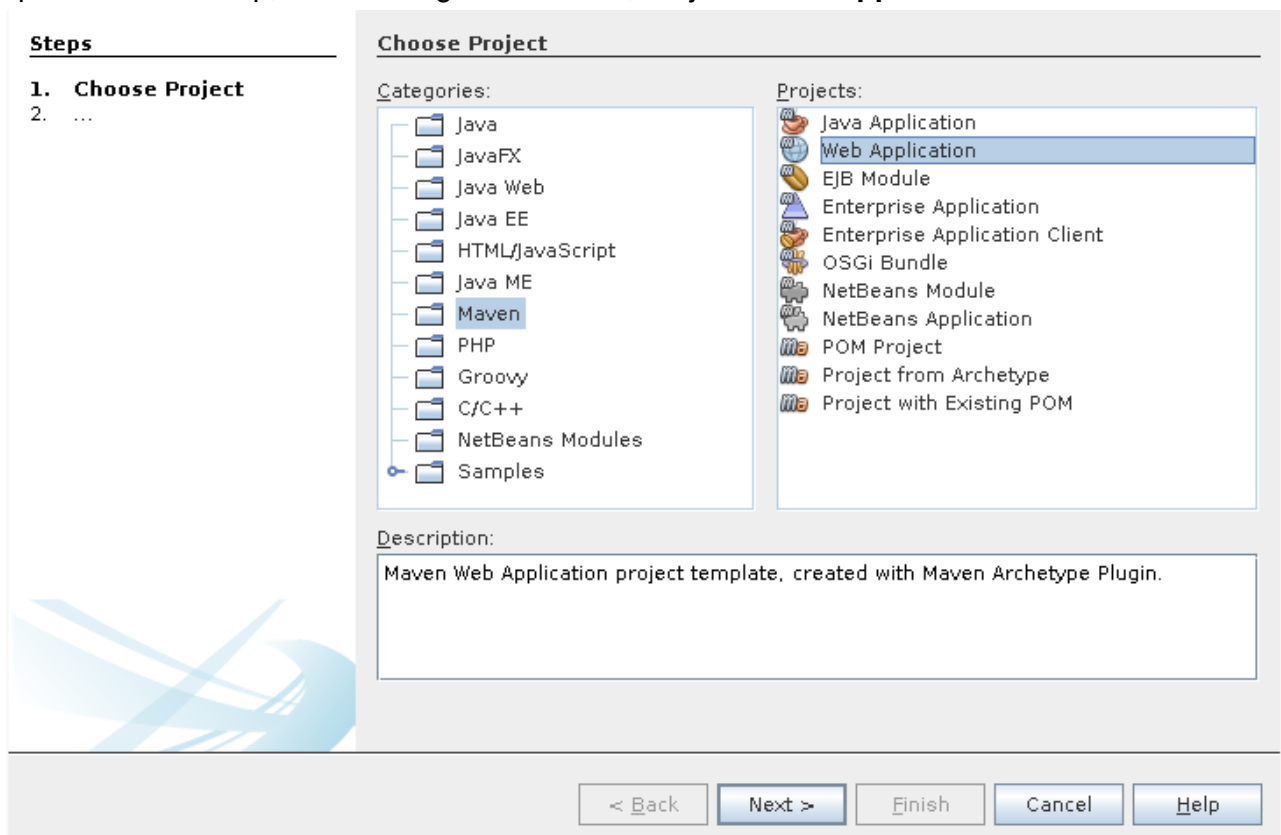 Steps
1. Choose Project
2. ...
Choose Project
Categories:
Java
JavaFX
Java Web
Java EE
HTML/JavaScript
Java ME
Maven
PHP
Groovy
C/C++
NetBeans Modules
Samples
Projects:
Java Application
Web Application
EJB Module
Enterprise Application
Enterprise Application Client
OSGi Bundle
NetBeans Module
NetBeans Application
POM Project
Project from Archetype
Project with Existing POM
Description:
Maven Web Application project template, created with Maven Archetype Plugin.
< Back Next > Finish Cancel Help